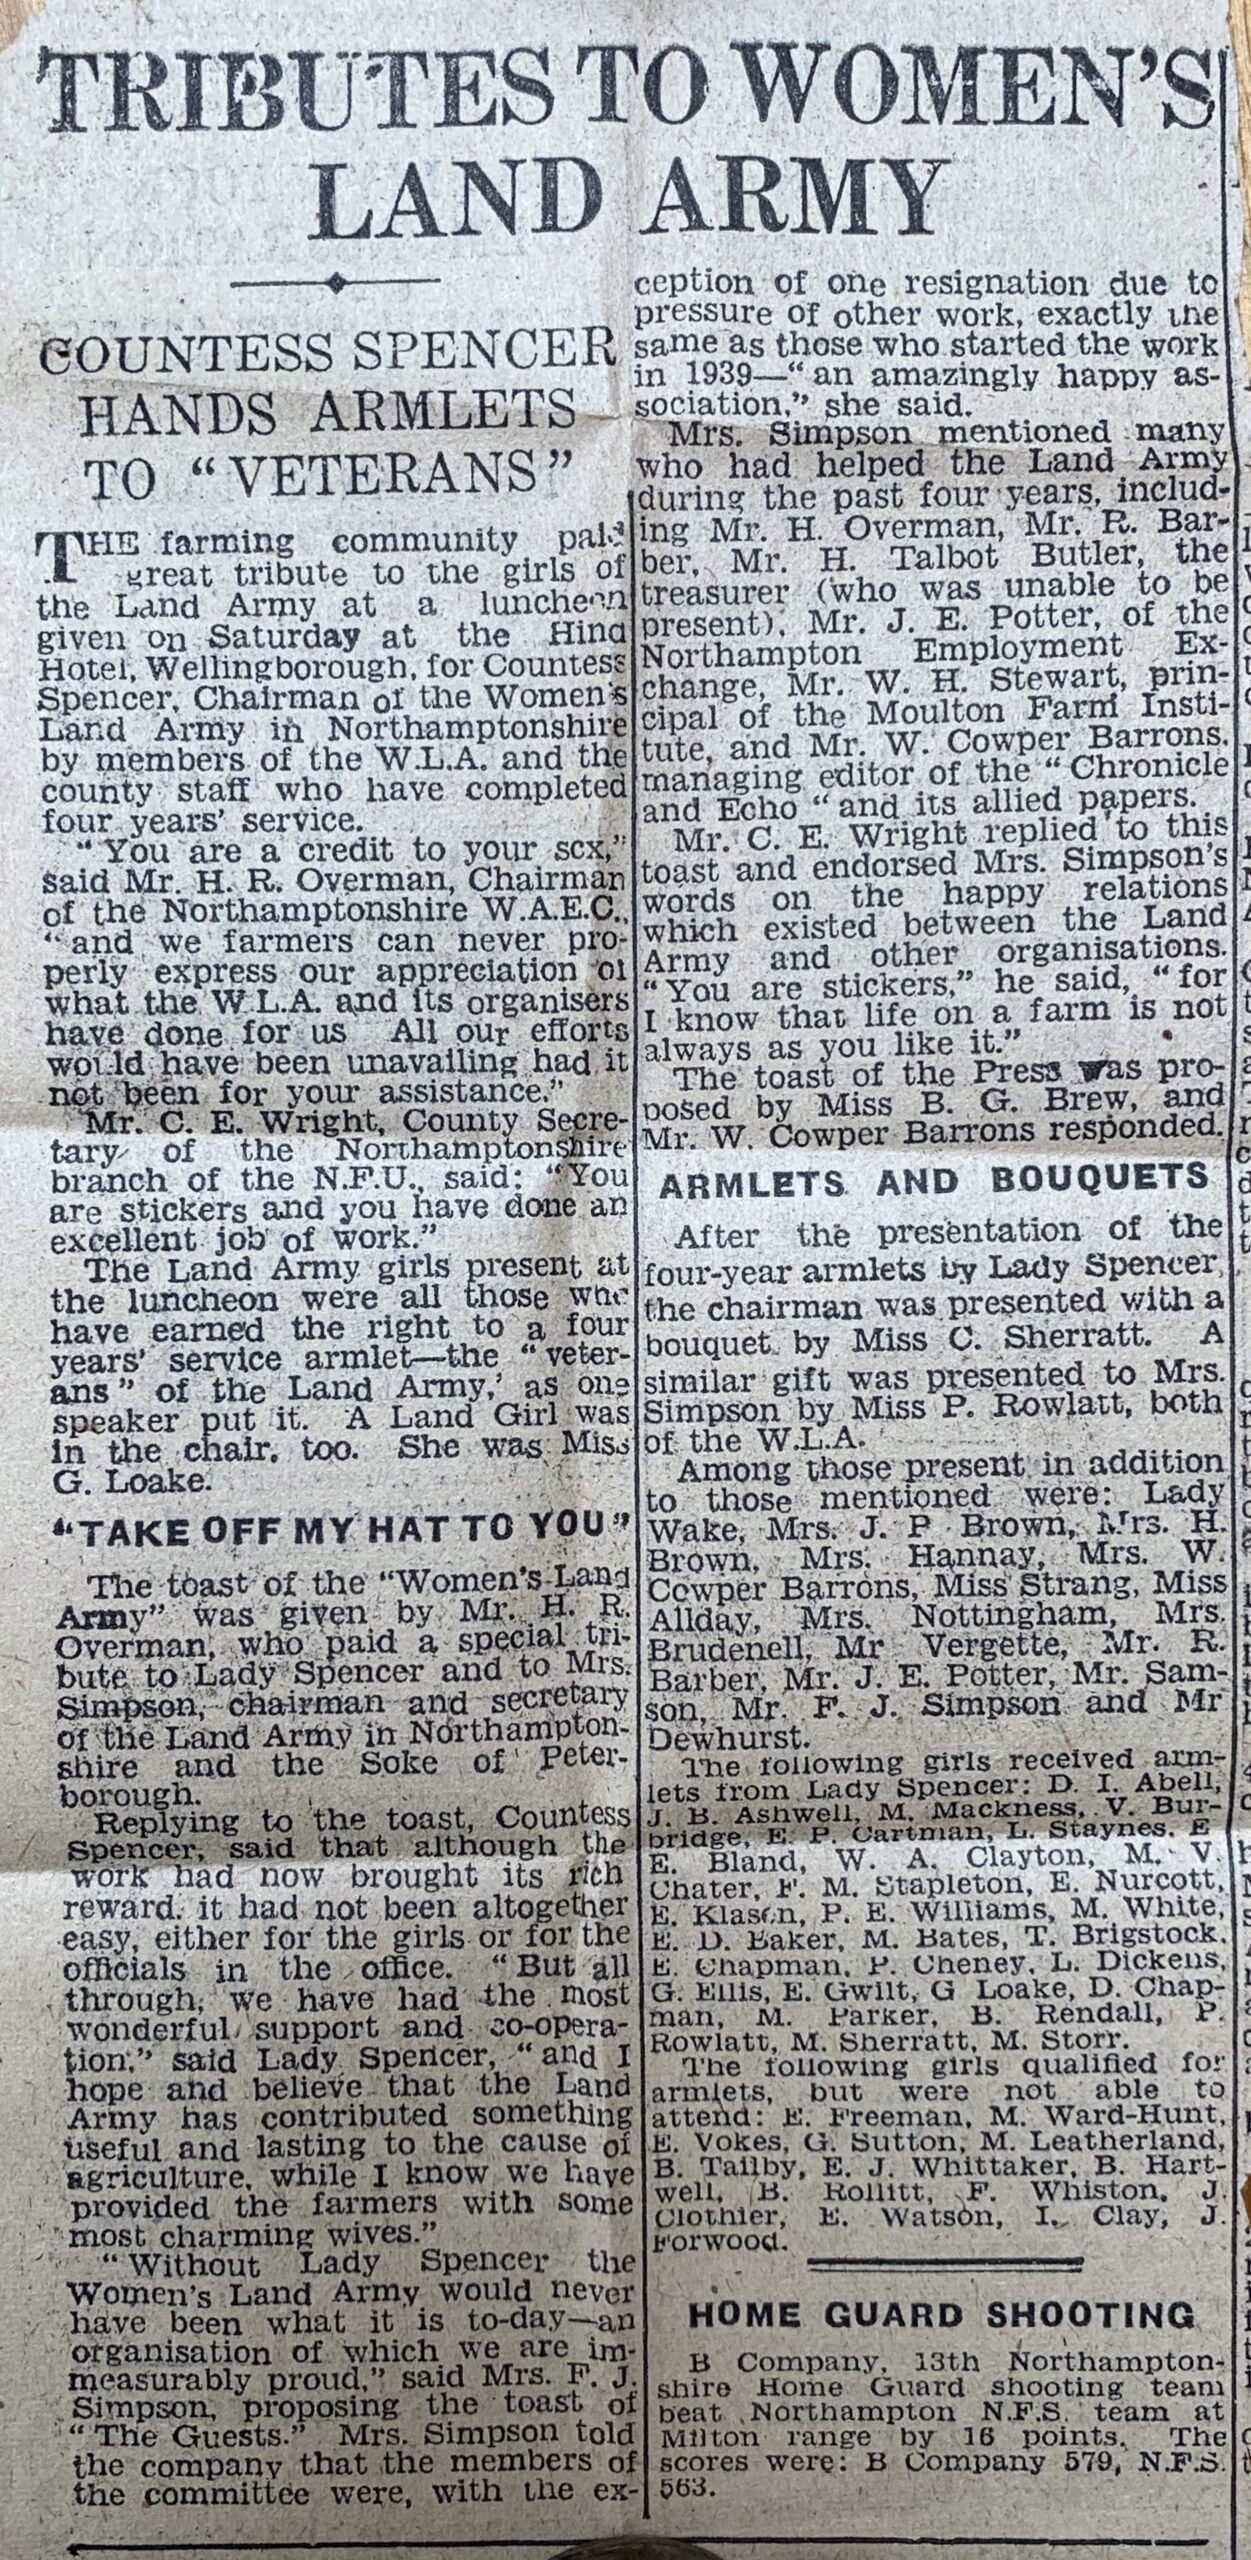 TRIBUTES TO WOMEN'S
LAND ARMY
COUNTESS SPENCER
HANDS ARMLETS
TO "VETERANS"
THE farming community paid
great tribute to the girls of
the Land Army at a luncheon
given on Saturday at the Hind
Hotel, Wellingborough, for Countess
Spencer, Chairman of the Women's
Land Army in Northamptonshire
by members of the W.L.A. and the
county staff who have completed
four years' service.
"You are a credit to your sex,"
said Mr. H. R. Overman, Chairman
of the Northamptonshire W.A.E.C.,
"and we farmers can never pro-
perly express our appreciation of
what the W.L.A. and its organisers
have done for us All our efforts
would have been unavailing had it
not been for your assistance."
Mr. C. E. Wright, County Secre-
tary of the Northamptonshire
branch of the N.F.U., said: "You
are stickers and you have done an
excellent job of work."
The Land Army girls present at
the luncheon were all those who
have earned the right to a four
years' service armlet—the "veter-
ans" of the Land Army,' as one
speaker put it. A Land Girl was
in the chair, too. She was Miss
G. Loake.
"TAKE OFF MY HAT TO YOU"
The toast of the "Women's Land
Army" was given by Mr. H. R.
Overman, who paid a special tri-
bute to Lady Spencer and to Mrs.
Simpson, chairman and secretary
of the Land Army in Northampton-
shire and the Soke of Peter-
borough.
Replying to the toast, Countess
Spencer, said that although the
work had now brought its rich
reward, it had not been altogether
easy, either for the girls or for the
officials in the office. "But all
through, we have had the most
wonderful support and co-opera-
tion," said Lady Spencer, "and I
hope and believe that the Land
Army has contributed something
useful and lasting to the cause of
agriculture, while I know we have
provided the farmers with some
most charming wives."
"Without Lady Spencer the
Women's Land Army would never
have been what it is to-day—an
organisation of which we are im-
measurably proud," said Mrs. F. J.
Simpson, proposing the toast of
"The Guests." Mrs. Simpson told
the company that the members of
the committee were, with the ex-
ception of one resignation due to
pressure of other work, exactly the
same as those who started the work
in 1939—"an amazingly happy as-
sociation," she said.
Mrs. Simpson mentioned many
who had helped the Land Army
during the past four years, includ-
ing Mr. H. Overman, Mr. R. Bar-
ber, Mr. H. Talbot Butler, the
treasurer (who was unable to be
present), Mr. J. E. Potter, of the
Northampton Employment Ex-
change, Mr. W. H. Stewart, prin-
cipal of the Moulton Farm Insti-
tute, and Mr. W. Cowper Barrons,
managing editor of the "Chronicle
and Echo" and its allied papers.
Mr. C. E. Wright replied to this
toast and endorsed Mrs. Simpson's
words on the happy relations
which existed between the Land
Army and other organisations.
"You are stickers," he said, "for
I know that life on a farm is not
always as you like it."
The toast of the Press was pro-
posed by Miss B. G. Brew, and
Mr. W. Cowper Barrons responded.
ARMLETS AND BOUQUETS
After the presentation of the
four-year armlets by Lady Spencer,
the chairman was presented with a
bouquet by Miss C. Sherratt. A
similar gift was presented to Mrs.
Simpson by Miss P. Rowlatt, both
of the W.L.A.
Among those present in addition
to those mentioned were: Lady
Wake, Mrs. J. P Brown, Mrs. H.
Brown, Mrs. Hannay, Mrs. W.
Cowper Barrons, Miss Strang, Miss
Allday, Mrs. Nottingham, Mrs.
Brudenell, Mr Vergette, Mr. R.
Barber, Mr. J. E. Potter, Mr. Sam-
son, Mr. F. J. Simpson and Mr
Dewhurst.
The following girls received arm-
lets from Lady Spencer: D. I. Abell,
J. B. Ashwell, M. Mackness, V. Bur-
bridge, E. P. Cartman, L. Staynes, E
E. Bland, W. A. Clayton, M. V.
Chater, F. M. Stapleton, E. Nurcott,
E. Klasen, P. E. Williams, M. White,
E. D. Baker, M. Bates, T. Brigstock,
E. Chapman, P. Cheney, L. Dickens,
G. Ellis, E. Gwilt, G Loake, D. Chap-
man, M. Parker, B. Rendall, P.
Rowlatt, M. Sherratt, M. Storr.
The following girls qualified for
armlets, but were not able to
attend: E. Freeman, M. Ward-Hunt,
E. Vokes, G. Sutton, M. Leatherland,
B. Tailby, E. J. Whittaker, B. Hart-
well, B. Rollitt, F. Whiston, J.
Clothier, E. Watson, I. Clay, J.
Forwood.
HOME GUARD SHOOTING
B Company, 13th Northampton-
shire Home Guard shooting team
beat Northampton N.F.S. team at
Milton range by 16 points. The
scores were: B Company 579, N.F.S.
563.